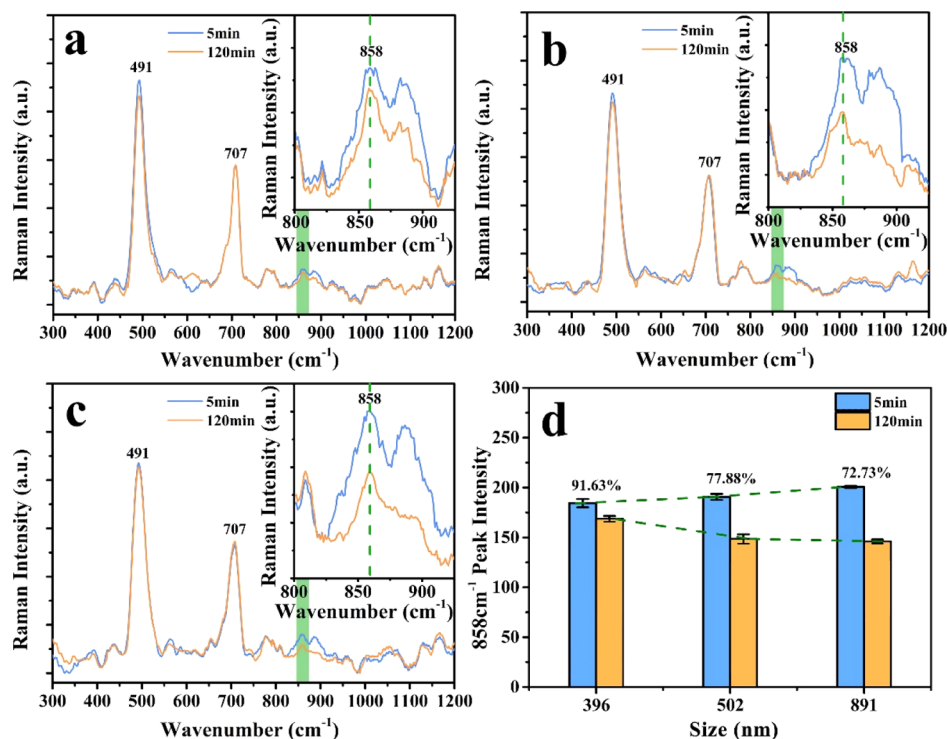 a
5min
120min
491
707
858
Raman Intensity (a.u.)
Raman Intensity (a.u.)
800 850 900
Wavenumber (cm-1)
300 400 500 600 700 800 900 1000 1100 1200
Wavenumber (cm-1)
b
5min
120min
491
707
858
Raman Intensity (a.u.)
Raman Intensity (a.u.)
800 850 900
Wavenumber (cm-1)
300 400 500 600 700 800 900 1000 1100 1200
Wavenumber (cm-1)
c
5min
120min
491
707
858
Raman Intensity (a.u.)
Raman Intensity (a.u.)
800 850 900
Wavenumber (cm-1)
300 400 500 600 700 800 900 1000 1100 1200
Wavenumber (cm-1)
d
5min
120min
91.63%
77.88%
72.73%
858cm-1 Peak Intensity
300
250
200
150
100
50
0
396 502 891
Size (nm)